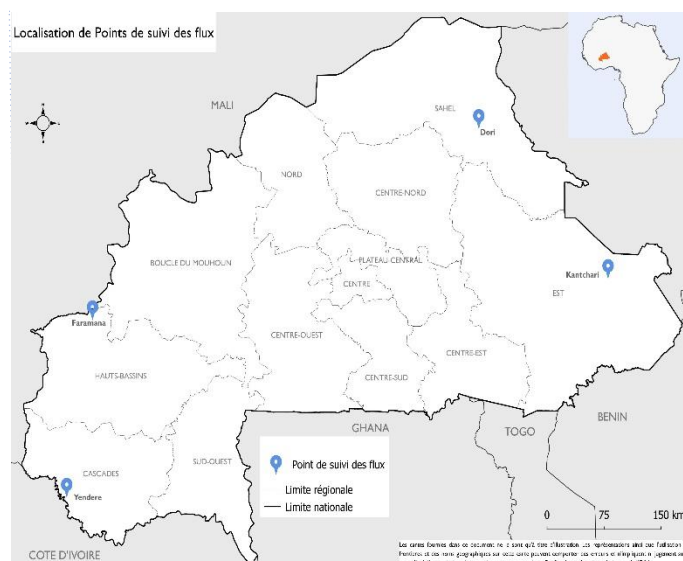 Localisation de Points de suivi des flux
MALI
SAHEL
Dori
NORD
CENTRE-NORD
BOUCLE DU MOUHOUN
PLATEAU-CENTRAL
Kantchari
CENTRE
EST
Faramana
CENTRE-OUEST
CENTRE-EST
HAUTS-BASSINS
CENTRE-SUD
BENIN
GHANA
TOGO
SUD-OUEST
CASCADES
Yendere
Point de suivi des flux
Limite régionale
Limite nationale
0 75 150 km
COTE D'IVOIRE